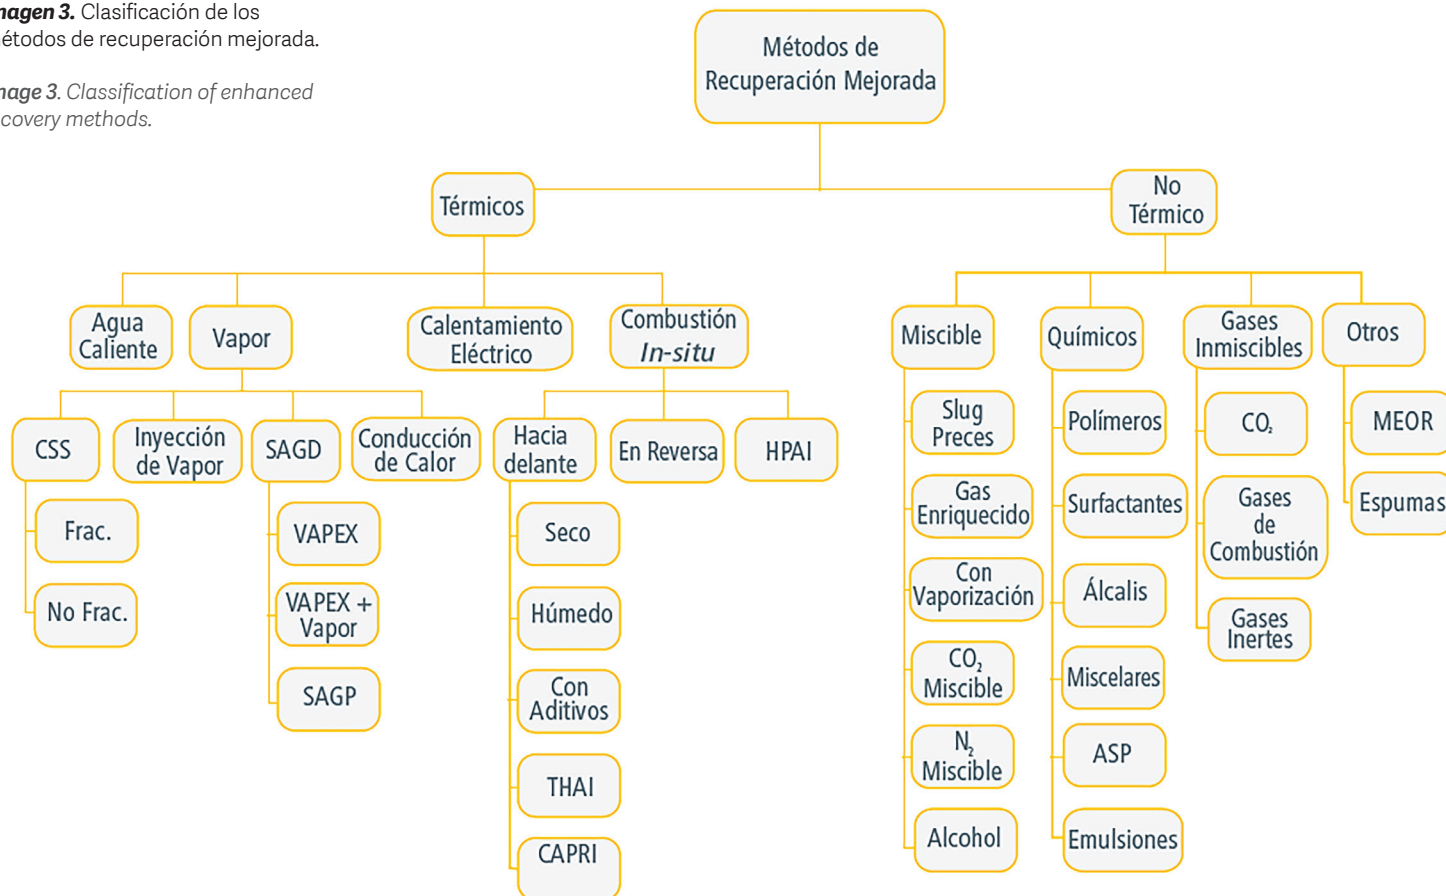 magen 3. Clasificación de los
métodos de recuperación mejorada.
mage 3. Classification of enhanced
covery methods.
Métodos de
Recuperación Mejorada
Térmicos
No
Térmico
Agua
Caliente
Vapor
Calentamiento
Eléctrico
Combustión
In-situ
Miscible
Químicos
Gases
Inmiscibles
Otros
CSS
Inyección
de Vapor
SAGD
Conducción
de Calor
Hacia
delante
En Reversa
HPAI
Frac.
No Frac.
VAPEX
VAPEX +
Vapor
SAGP
Seco
Húmedo
Con
Aditivos
THAI
CAPRI
Slug
Preces
Gas
Enriquecido
Con
Vaporización
CO₂
Miscible
N₂
Miscible
Alcohol
Polímeros
Surfactantes
Álcalis
Miscelares
ASP
Emulsiones
CO₂
Gases
de
Combustión
Gases
Inertes
MEOR
Espumas